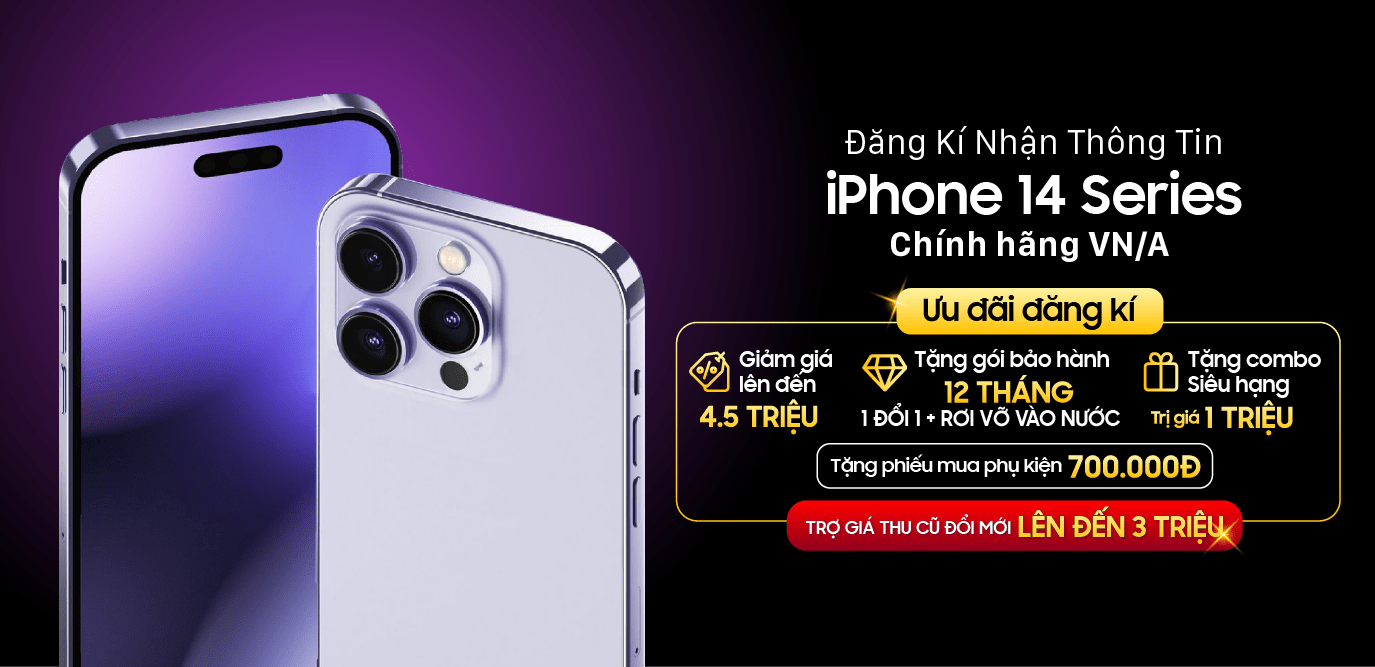 Đăng Kí Nhận Thông Tin
iPhone 14 Series
Chính hãng VN/A
Ưu đãi đăng kí
Giảm giá
lên đến
4.5 TRIỆU
Tặng gói bảo hành
12 THÁNG
1 ĐỔI 1 + RƠI VỠ VÀO NƯỚC
Tặng combo
Siêu hạng
Trị giá 1 TRIỆU
Tặng phiếu mua phụ kiện 700.000Đ
TRỢ GIÁ THU CŨ ĐỔI MỚI LÊN ĐẾN 3 TRIỆU